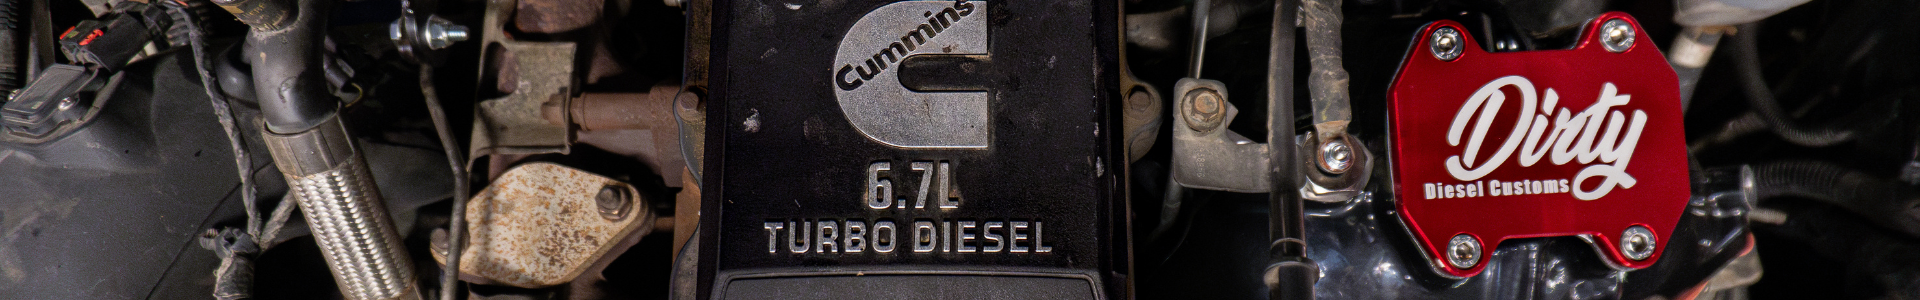 Cummins
6.7L
TURBO DIESEL
Dirty
Diesel Customs